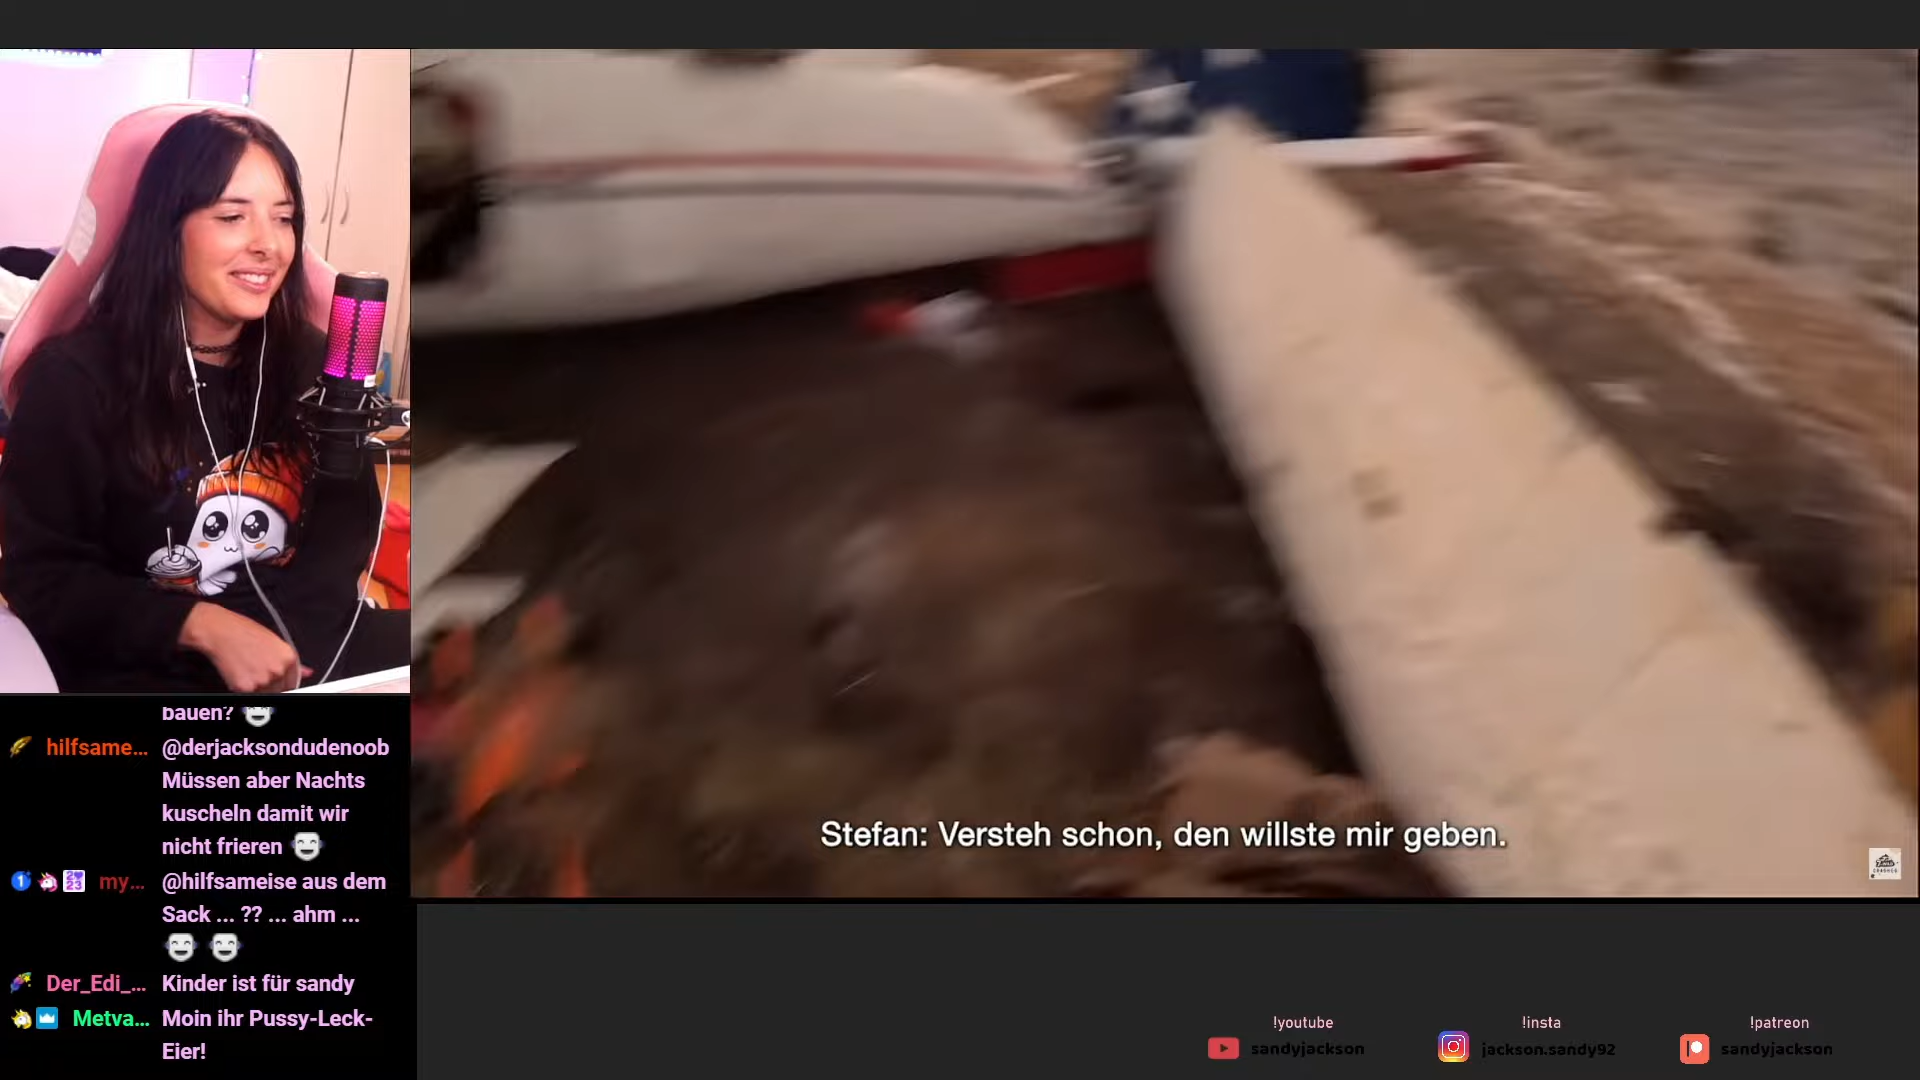 Stefan: Versteh schon, den willste mir geben.
bauen?
hilfsame... @derjacksondudenoob
Müssen aber Nachts
kuscheln damit wir
nicht frieren
my... @hilfsameise aus dem
Sack ... ?? ... ahm ...
Der_Edi_... Kinder ist für sandy
Metva... Moin ihr Pussy-Leck-
Eier!
!youtube
sandyjackson
!insta
jackson.sandy92
!patreon
sandyjackson